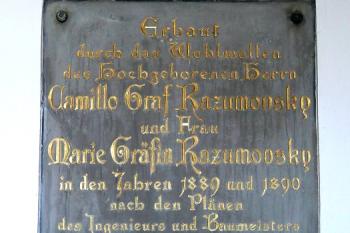 Erbaut
durch das Wohlwollen
des Hochgeborenen Herrn
Camillo Graf Razumovsky
und Frau
Marie Gräfin Razumovsky
in den Jahren 1889 und 1890
nach den Plänen
des Ingenieurs und Baumeisters